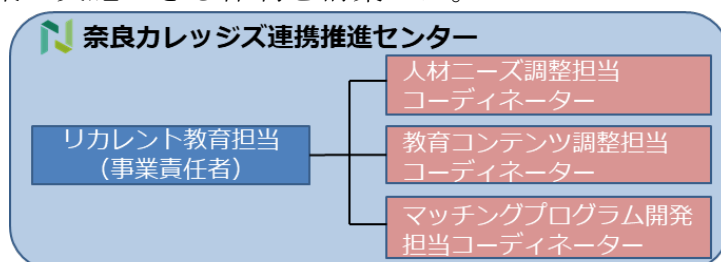 奈良カレッジズ連携推進センター
人材ニーズ調整担当
コーディネーター
リカレント教育担当
（事業責任者）
教育コンテンツ調整担当
コーディネーター
マッチングプログラム開発
担当コーディネーター